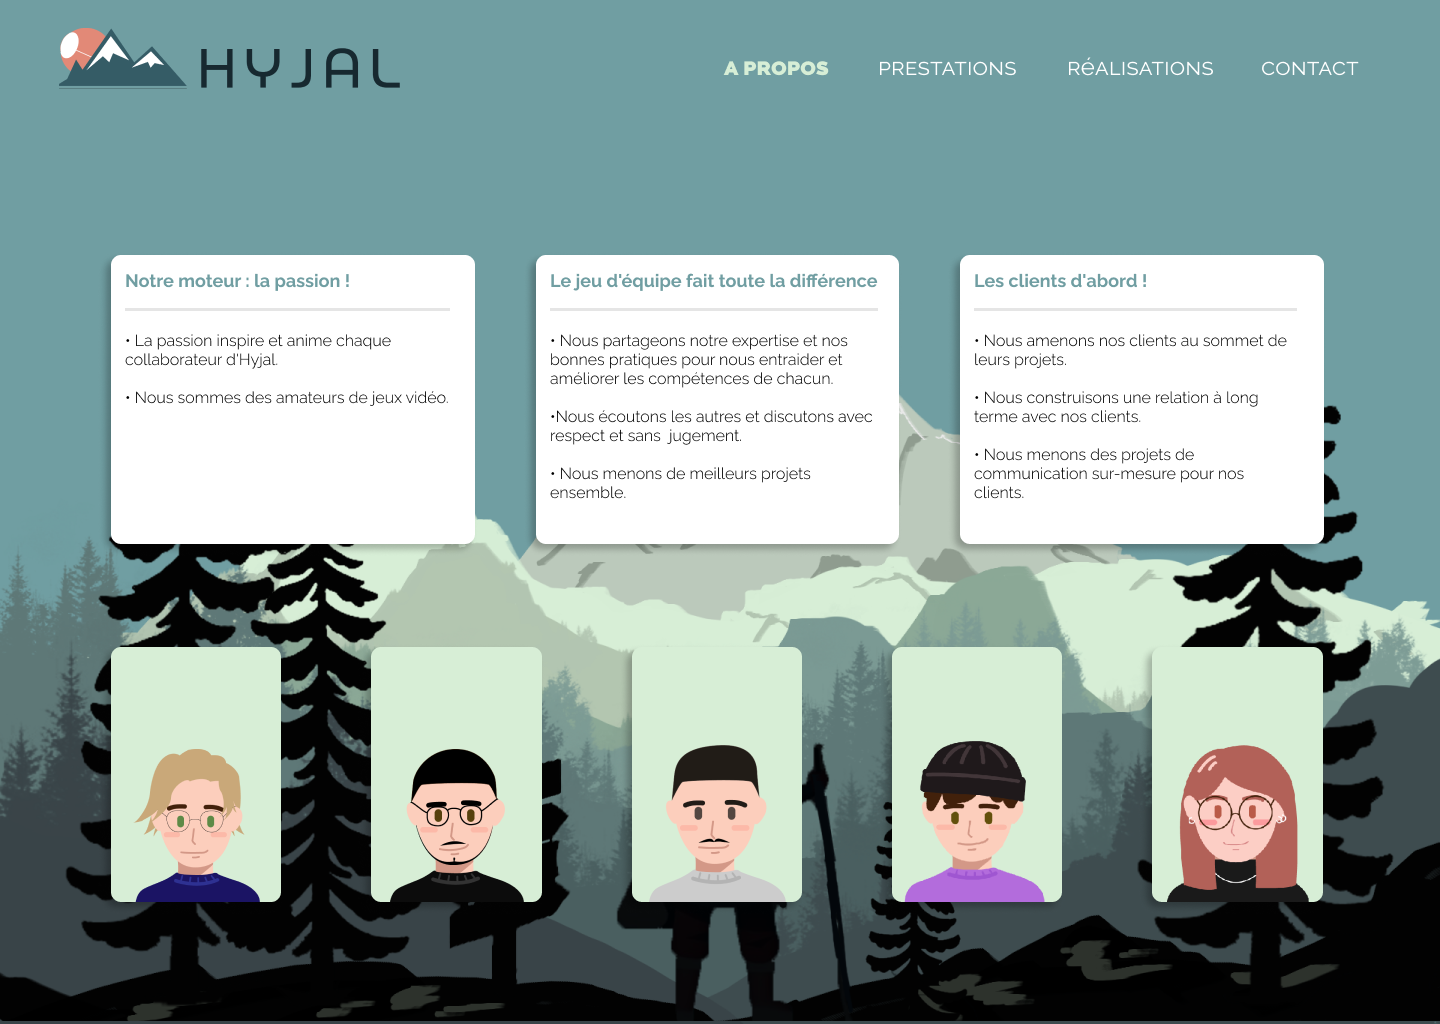 HYJAL
A PROPOS
PRESTATIONS
RéALISATIONS
CONTACT
Notre moteur : la passion !
• La passion inspire et anime chaque
collaborateur d'Hyjal.
• Nous sommes des amateurs de jeux vidéo.
Le jeu d'équipe fait toute la différence
• Nous partageons notre expertise et nos
bonnes pratiques pour nous entraider et
améliorer les compétences de chacun.
•Nous écoutons les autres et discutons avec
respect et sans  jugement.
• Nous menons de meilleurs projets
ensemble.
Les clients d'abord !
• Nous amenons nos clients au sommet de
leurs projets.
• Nous construisons une relation à long
terme avec nos clients.
• Nous menons des projets de
communication sur-mesure pour nos
clients.